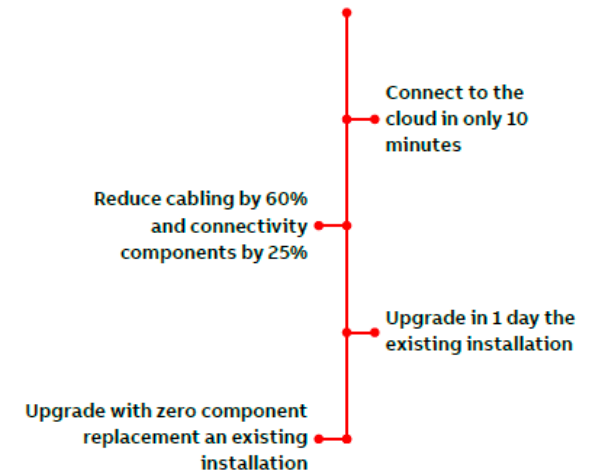 Connect to the
cloud in only 10
minutes
Reduce cabling by 60%
and connectivity
components by 25%
Upgrade in 1 day the
existing installation
Upgrade with zero component
replacement an existing
installation